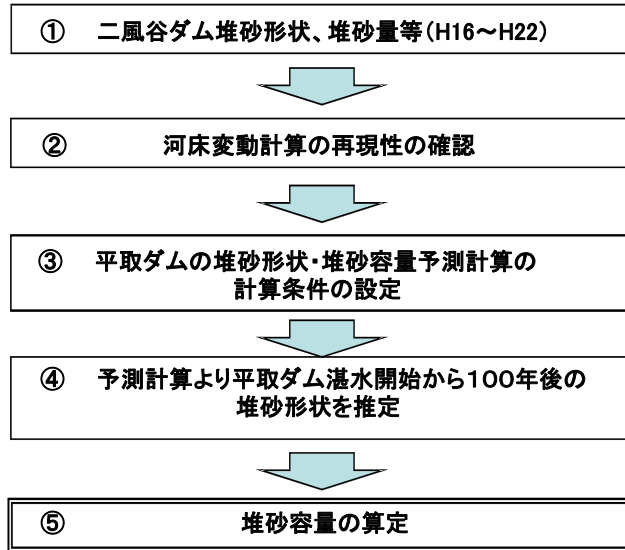 ① 二風谷ダム堆砂形状、堆砂量等(H16～H22)
② 河床変動計算の再現性の確認
③ 平取ダムの堆砂形状・堆砂容量予測計算の
計算条件の設定
④ 予測計算より平取ダム湛水開始から100年後の
堆砂形状を推定
⑤ 堆砂容量の算定